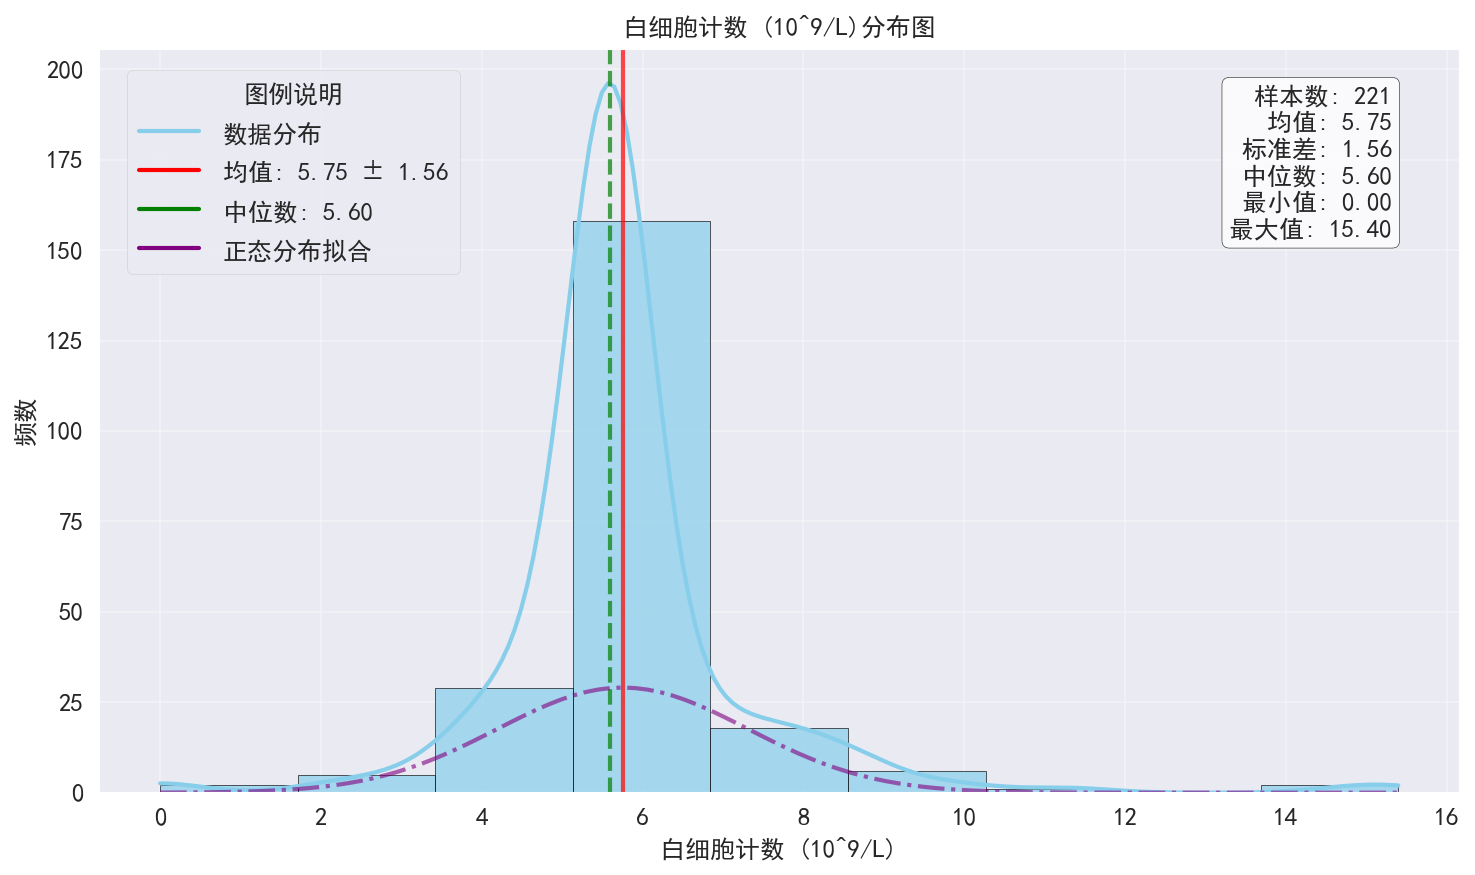 白细胞计数 (10^9/L)分布图
图例说明
数据分布
均值: 5.75 ± 1.56
中位数: 5.60
正态分布拟合
样本数: 221
均值: 5.75
标准差: 1.56
中位数: 5.60
最小值: 0.00
最大值: 15.40
频数
200
175
150
125
100
75
50
25
0
0 2 4 6 8 10 12 14 16
白细胞计数 (10^9/L)